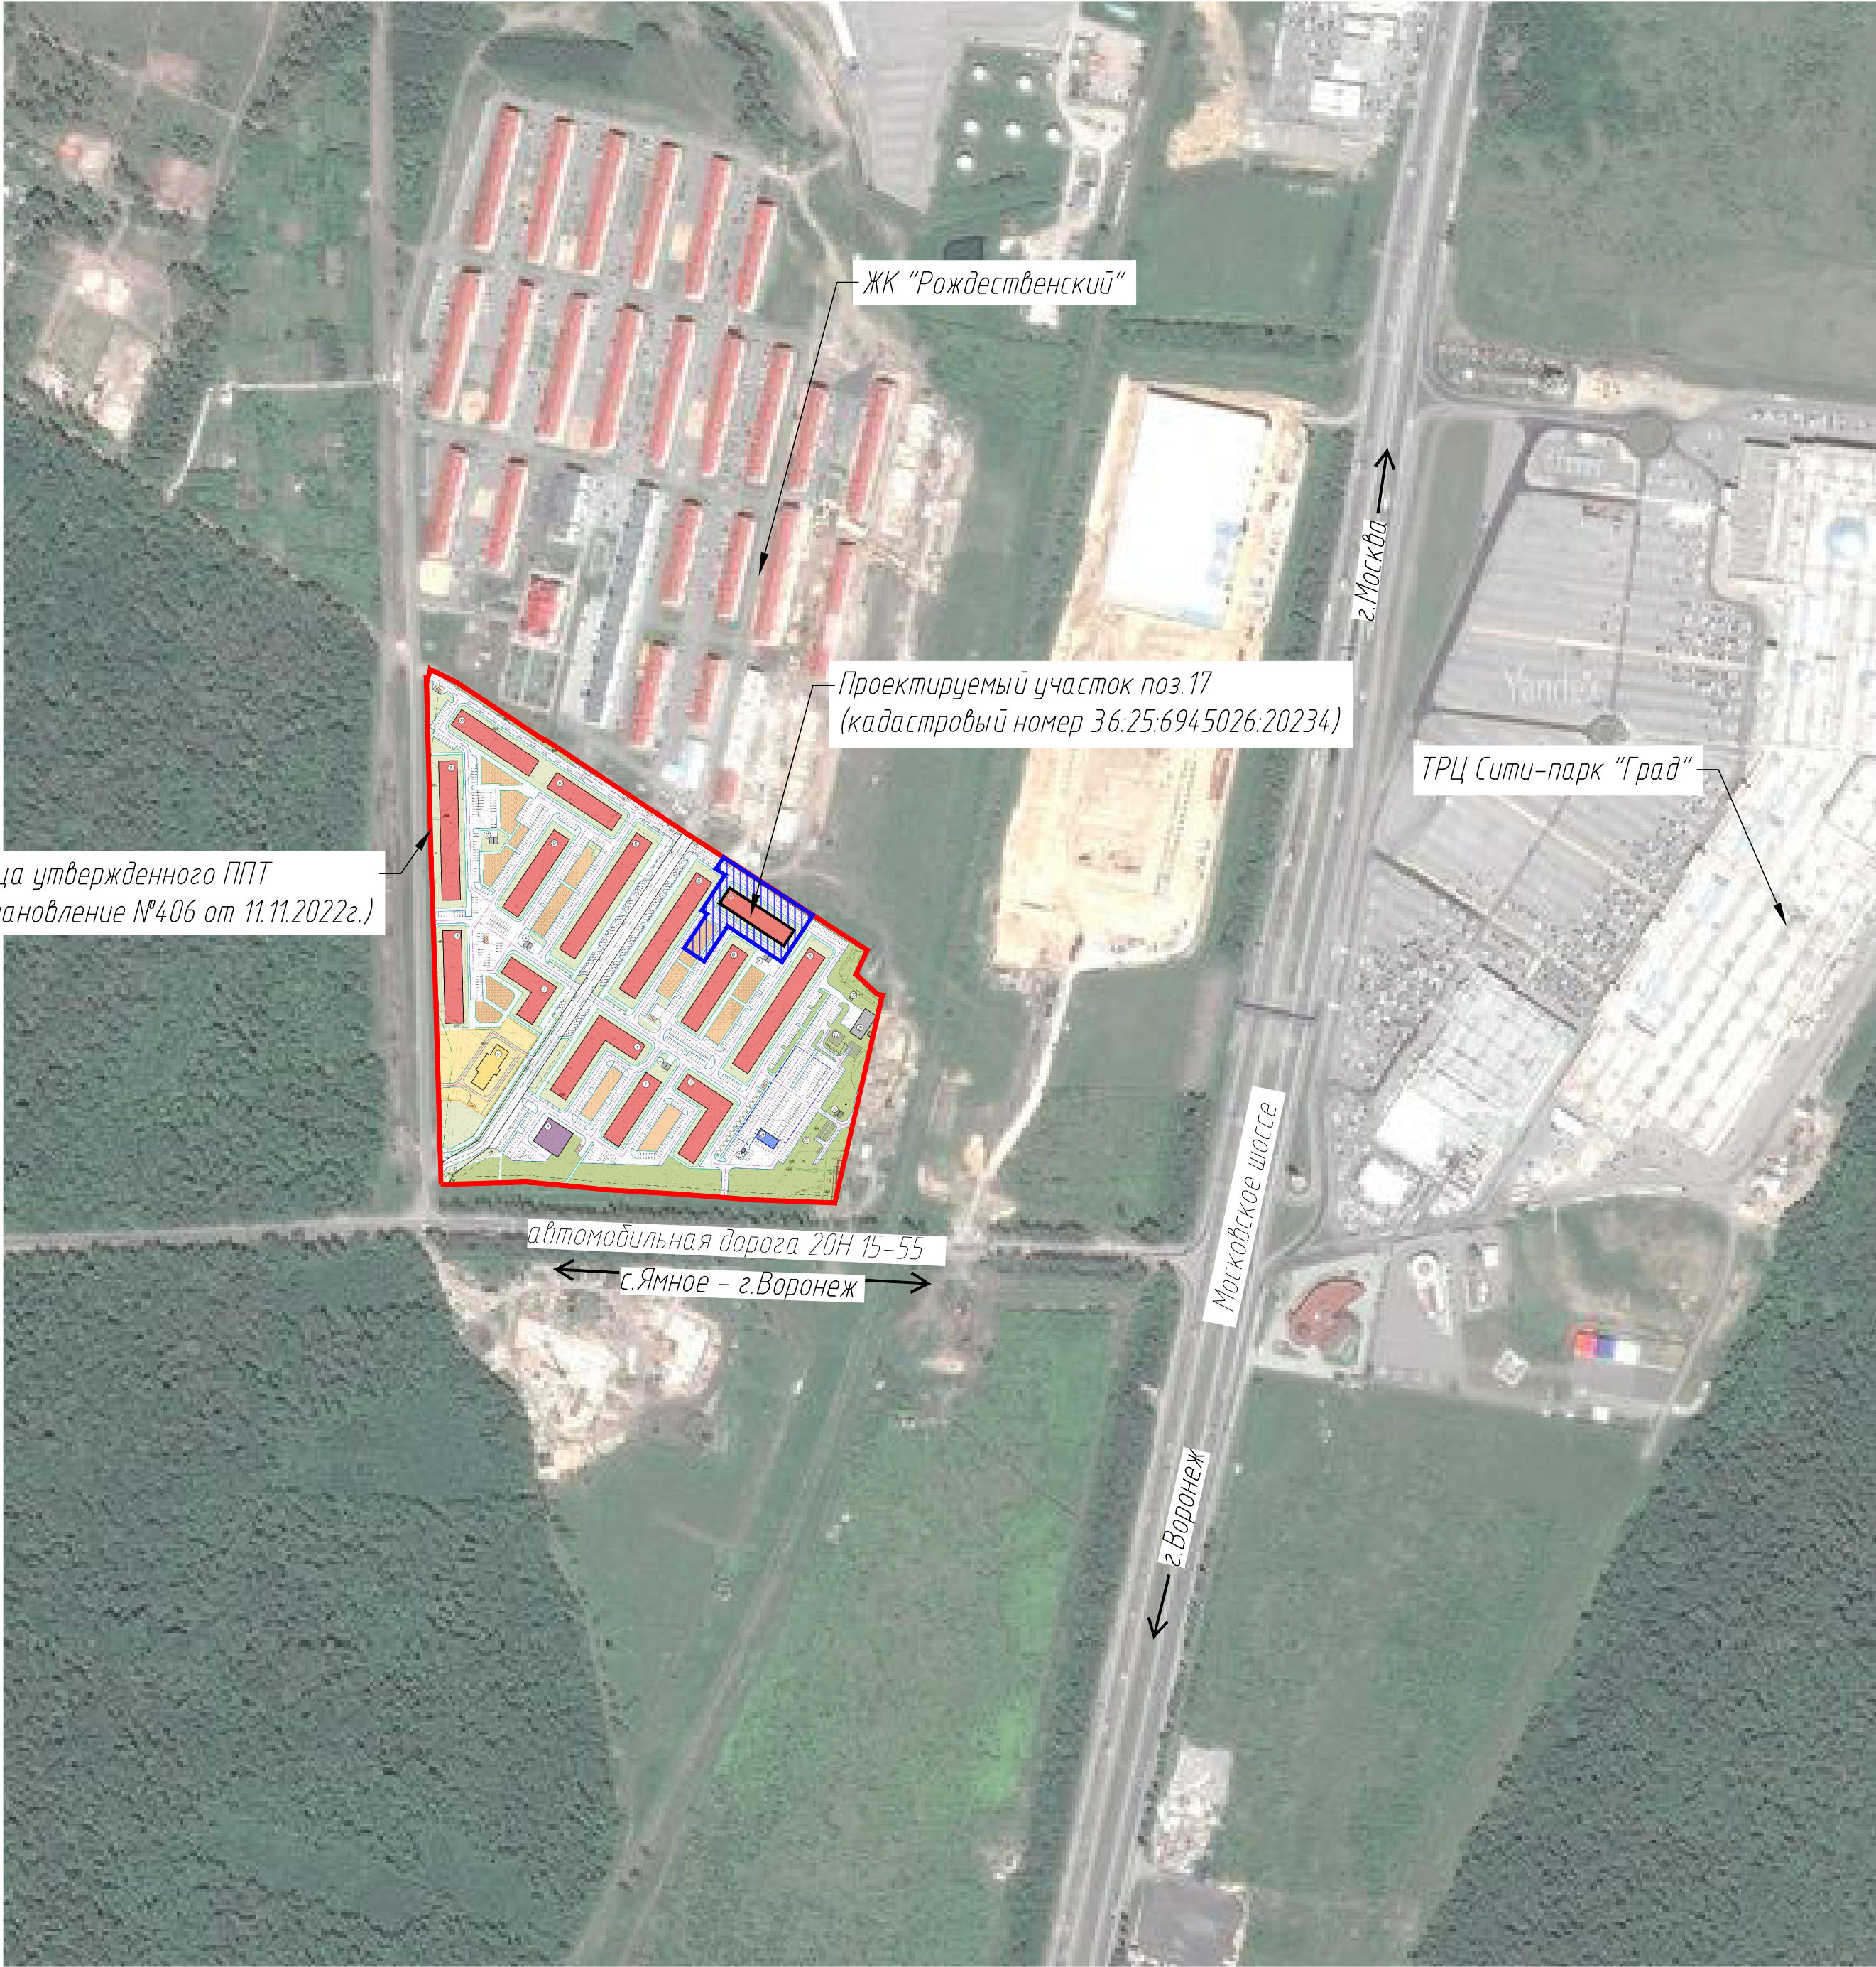 ЖК "Рождественский"
г.Москва
Проектируемый участок поз.17
(кадастровый номер 36:25:6945026:20234)
Yandex
ТРЦ Сити-парк "Град"
ца утвержденного ППТ
ановление №406 от 11.11.2022г.)
Московское шоссе
автомобильная дорога 20Н 15-55
с.Ямное - г.Воронеж
г.Воронеж